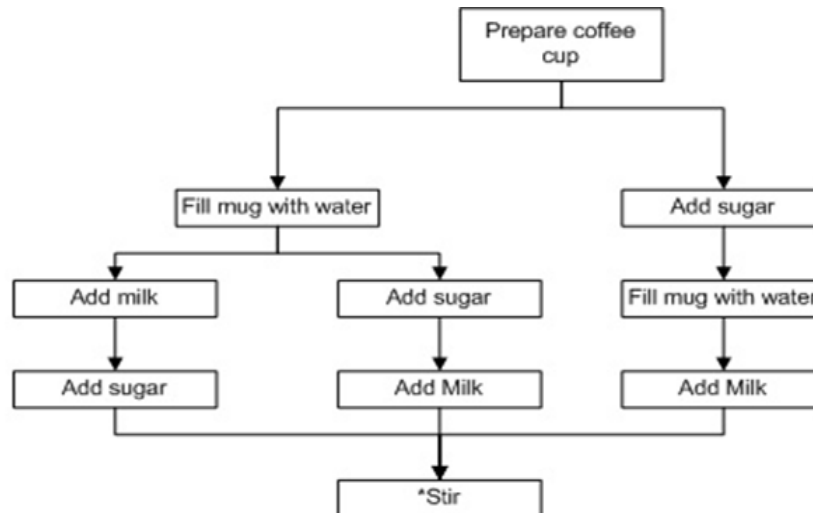 Prepare coffee
cup
Fill mug with water
Add sugar
Add milk
Add sugar
Fill mug with water
Add sugar
Add Milk
Add Milk
*Stir